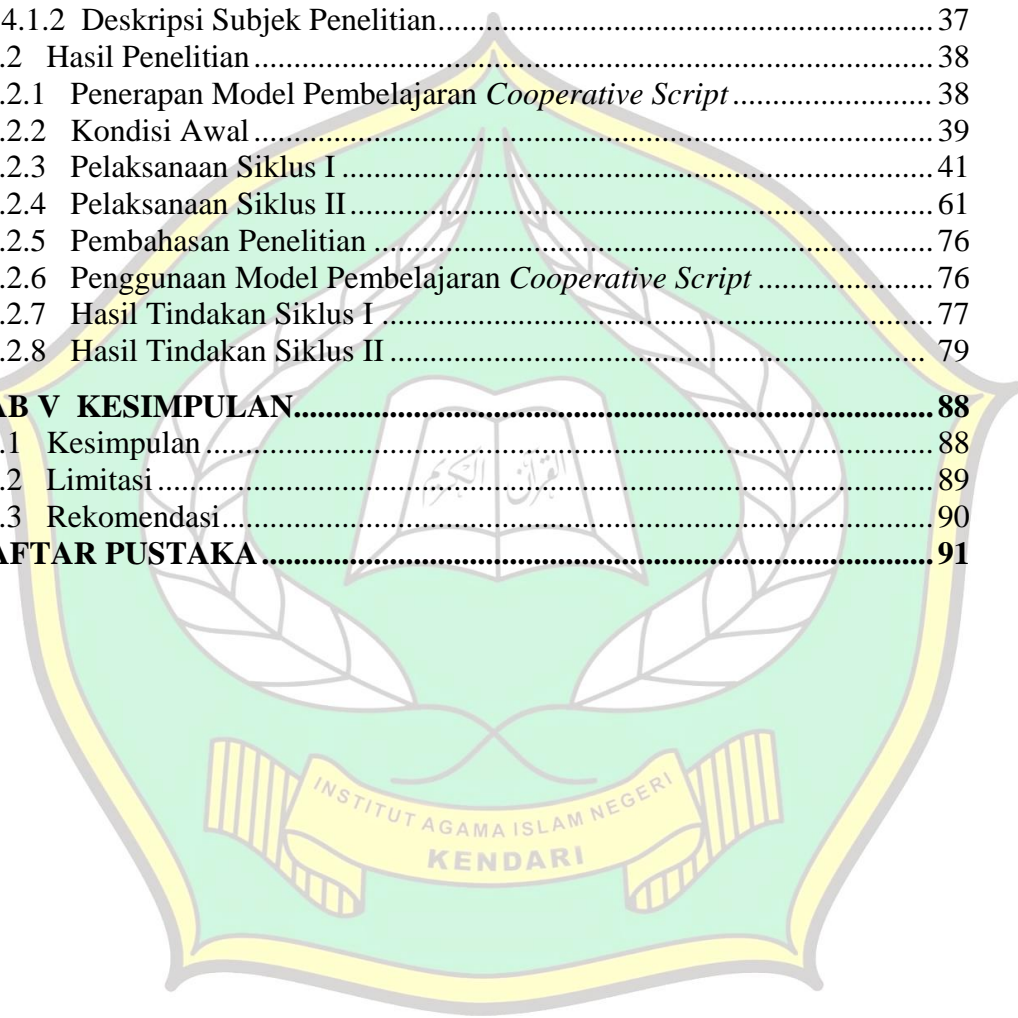 4.1.2 Deskripsi Subjek Penelitian.......................................................................... 37
.2 Hasil Penelitian .............................................................................................. 38
.2.1 Penerapan Model Pembelajaran Cooperative Script .......................... 38
.2.2 Kondisi Awal .......................................................................................... 39
.2.3 Pelaksanaan Siklus I ............................................................................... 41
.2.4 Pelaksanaan Siklus II .............................................................................. 61
.2.5 Pembahasan Penelitian .......................................................................... 76
.2.6 Penggunaan Model Pembelajaran Cooperative Script ....................... 76
.2.7 Hasil Tindakan Siklus I .......................................................................... 77
.2.8 Hasil Tindakan Siklus II ........................................................................ 79
AB V KESIMPULAN..................................................................................... 88
.1 Kesimpulan ................................................................................................. 88
.2 Limitasi ....................................................................................................... 89
.3 Rekomendasi............................................................................................... 90
AFTAR PUSTAKA ......................................................................................... 91
القرآن الكريم
INSTITUT AGAMA ISLAM NEGERI
KENDARI